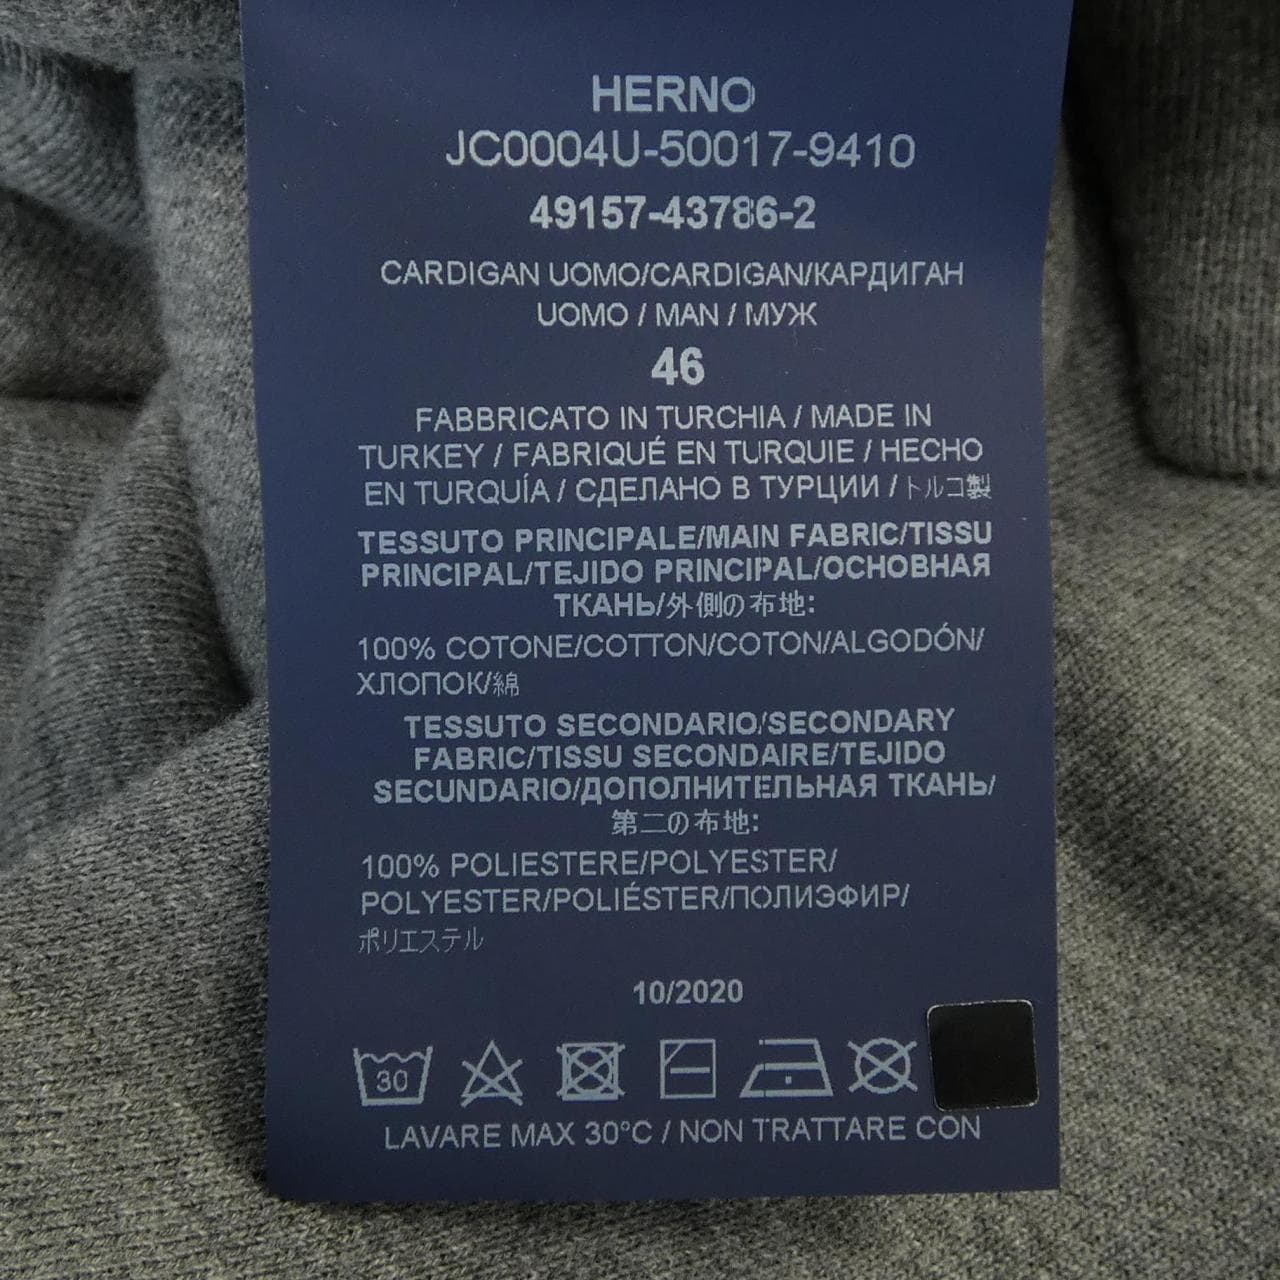 HERNO
JC0004U-50017-9410
49157-43786-2
CARDIGAN UOMO/CARDIGAN/КАРДИГАН
UOMO / MAN / МУЖ
46
FABBRICATO IN TURCHIA / MADE IN
TURKEY / FABRIQUÉ EN TURQUIE / HECHO
EN TURQUÍA / СДЕЛАНО В ТУРЦИИ / トルコ製
TESSUTO PRINCIPALE/MAIN FABRIC/TISSU
PRINCIPAL/TEJIDO PRINCIPAL/ОСНОВНАЯ
ТКАНЬ/外側の布地:
100% COTONE/COTTON/COTON/ALGODÓN/
ХЛОПОК/綿
TESSUTO SECONDARIO/SECONDARY
FABRIC/TISSU SECONDAIRE/TEJIDO
SECUNDARIO/ДОПОЛНИТЕЛЬНАЯ ТКАНЬ/
第二の布地:
100% POLIESTERE/POLYESTER/
POLYESTER/POLIÉSTER/ПОЛИЭФИР/
ポリエステル
10/2020
30
LAVARE MAX 30°C / NON TRATTARE CON